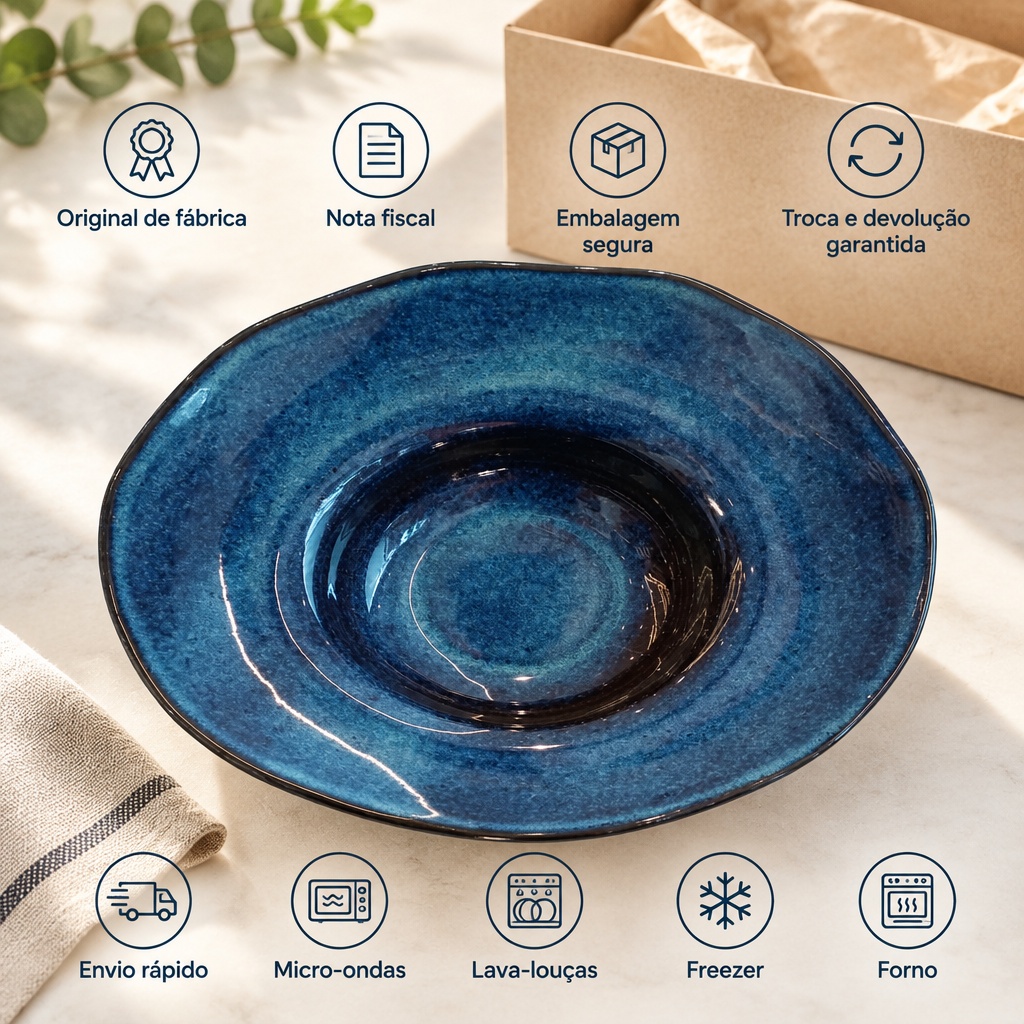 Original de fábrica
Nota fiscal
Embalagem
segura
Troca e devolução
garantida
Envio rápido
Micro-ondas
Lava-louças
Freezer
Forno